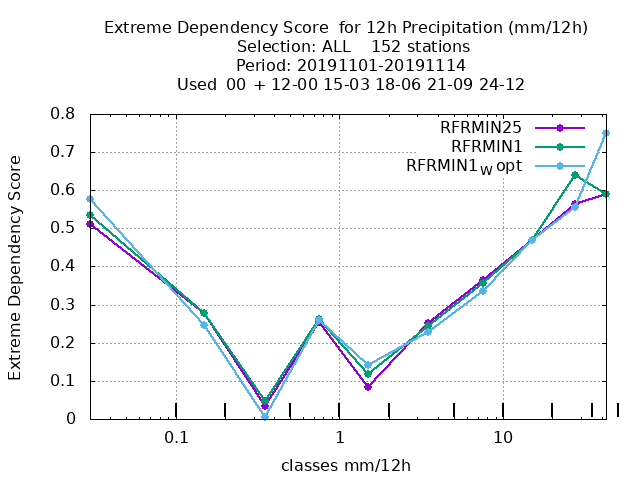 Extreme Dependency Score  for 12h Precipitation (mm/12h)
Selection: ALL    152 stations
Period: 20191101-20191114
Used  00 + 12-00 15-03 18-06 21-09 24-12
RFRMIN25
RFRMIN1
RFRMIN1_W opt
Extreme Dependency Score
0.8
0.7
0.6
0.5
0.4
0.3
0.2
0.1
0
0.1
1
10
classes mm/12h